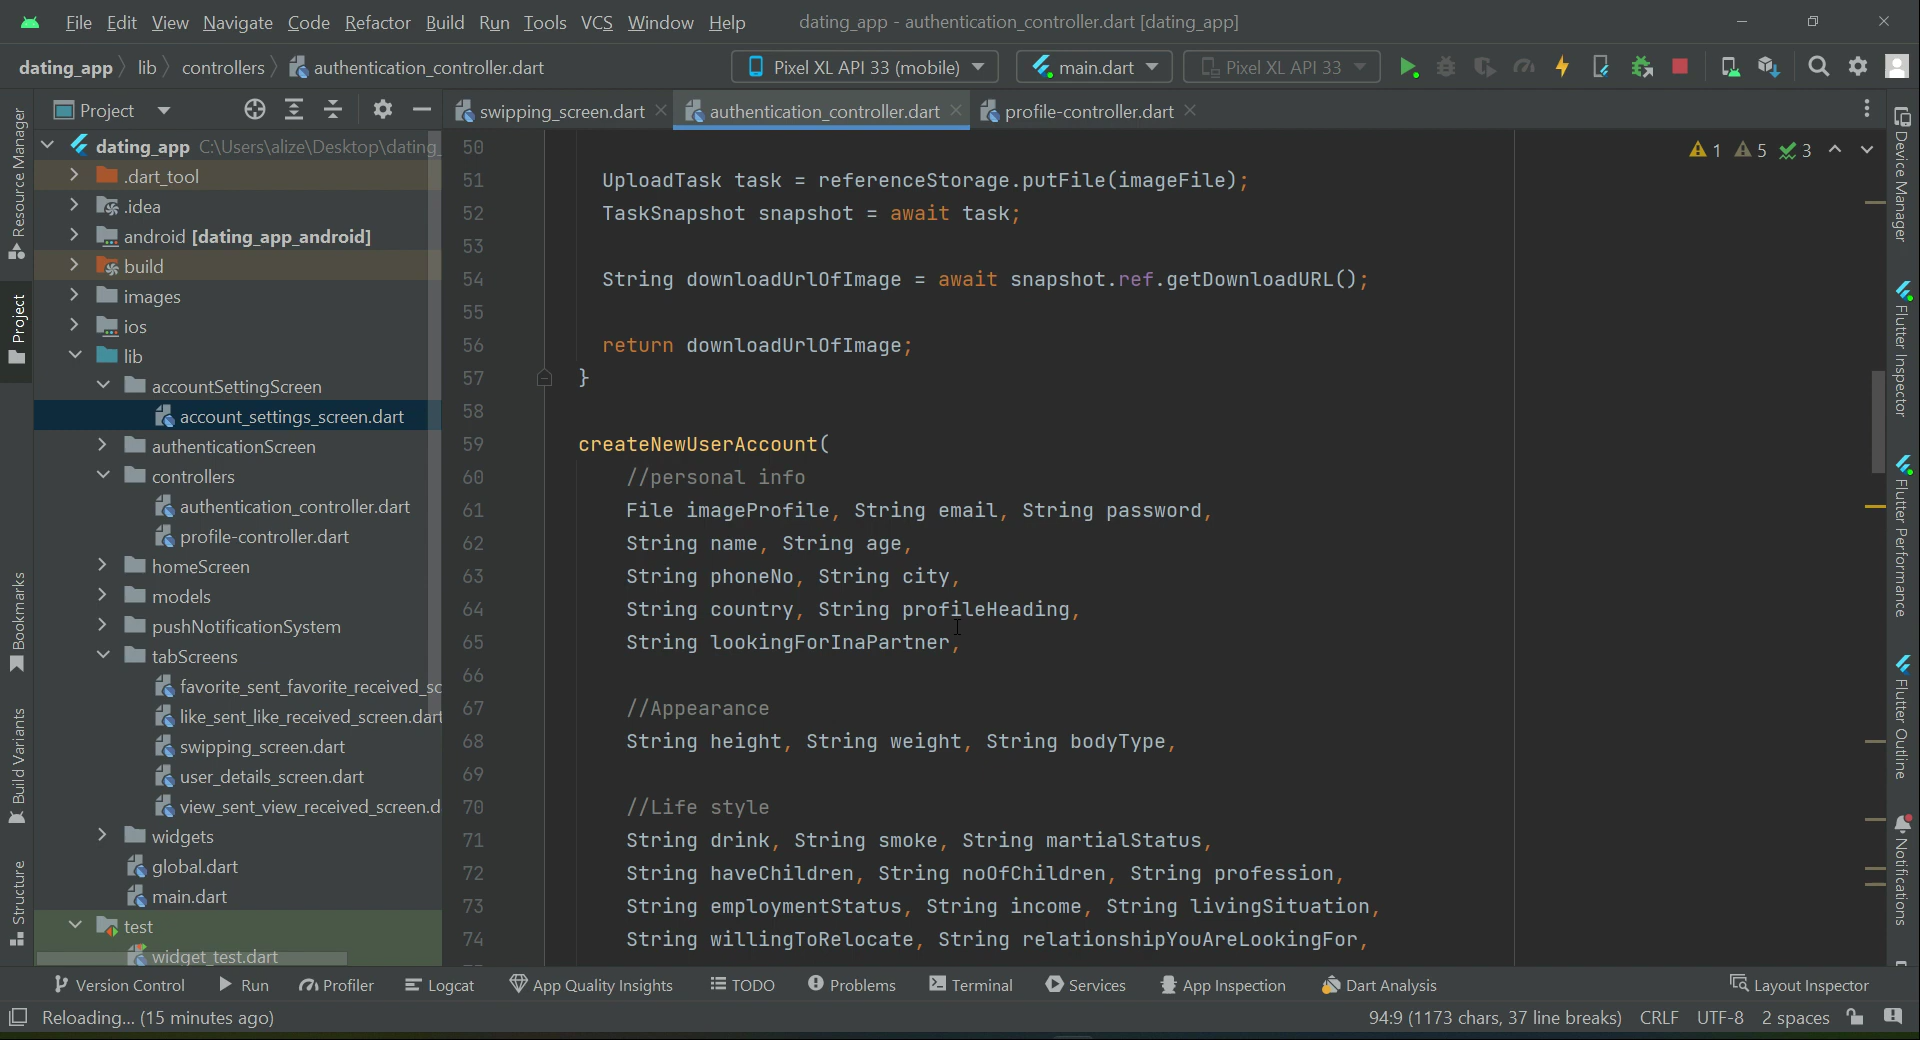 File Edit View Navigate Code Refactor Build Run Tools VCS Window Help dating_app - authentication_controller.dart [dating_app]
dating_app lib controllers authentication_controller.dart Pixel XL API 33 (mobile) main.dart Pixel XL API 33
Project swipping_screen.dart authentication_controller.dart profile-controller.dart
Resource Manager
Project
Bookmarks
Build Variants
Structure
dating_app C:\Users\alize\Desktop\dating_
.dart_tool
.idea
android [dating_app_android]
build
images
ios
lib
accountSettingScreen
account_settings_screen.dart
authenticationScreen
controllers
authentication_controller.dart
profile-controller.dart
homeScreen
models
pushNotificationSystem
tabScreens
favorite_sent_favorite_received_sc
like_sent_like_received_screen.dart
swipping_screen.dart
user_details_screen.dart
view_sent_view_received_screen.d
widgets
global.dart
main.dart
test
widget_test.dart
1 5 3
50
51 UploadTask task = referenceStorage.putFile(imageFile);
52 TaskSnapshot snapshot = await task;
53
54 String downloadUrlOfImage = await snapshot.ref.getDownloadURL();
55
56 return downloadUrlOfImage;
57 }
58
59 createNewUserAccount(
60 //personal info
61 File imageProfile, String email, String password,
62 String name, String age,
63 String phoneNo, String city,
64 String country, String profileHeading,
65 String lookingForInaPartner,
66
67 //Appearance
68 String height, String weight, String bodyType,
69
70 //Life style
71 String drink, String smoke, String martialStatus,
72 String haveChildren, String noOfChildren, String profession,
73 String employmentStatus, String income, String livingSituation,
74 String willingToRelocate, String relationshipYouAreLookingFor,
Device Manager
Flutter Inspector
Flutter Performance
Flutter Outline
Notifications
Version Control Run Profiler Logcat App Quality Insights TODO Problems Terminal Services App Inspection Dart Analysis Layout Inspector
Reloading... (15 minutes ago) 94:9 (1173 chars, 37 line breaks) CRLF UTF-8 2 spaces